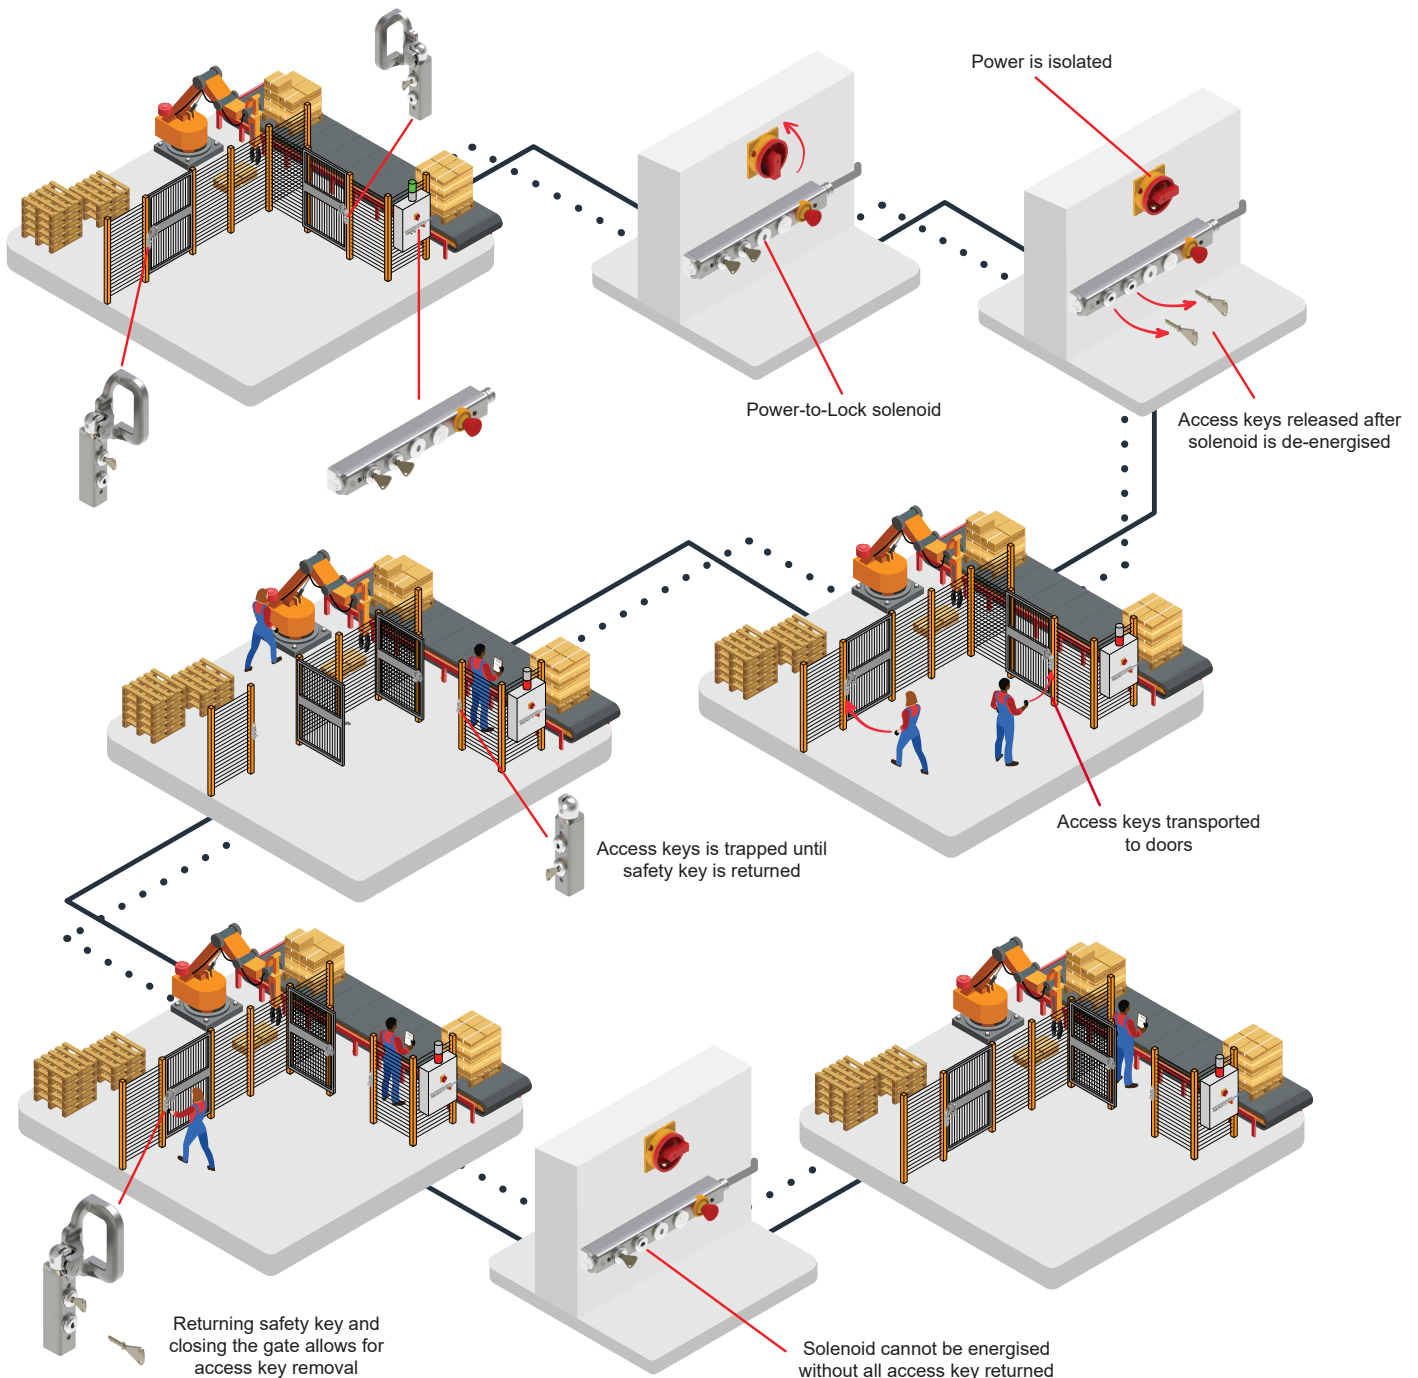 Power is isolated
Power-to-Lock solenoid
Access keys released after
solenoid is de-energised
Access keys transported
to doors
Access keys is trapped until
safety key is returned
Returning safety key and
closing the gate allows for
access key removal
Solenoid cannot be energised
without all access key returned